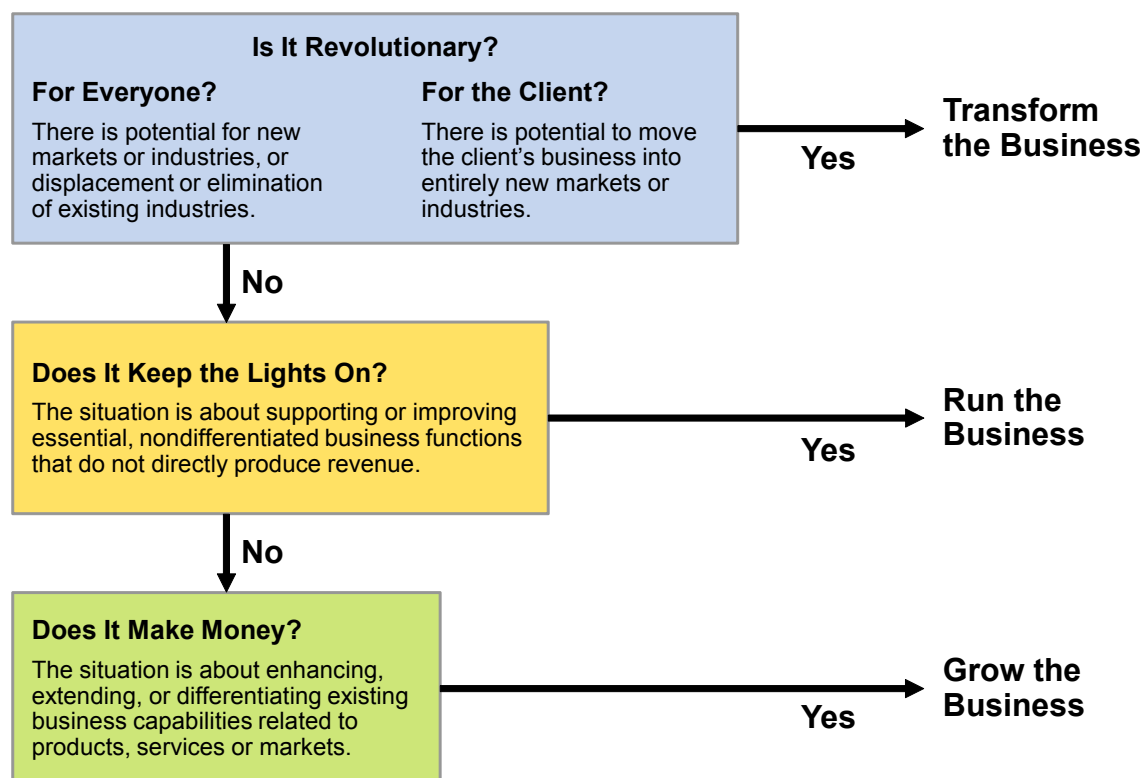 Is It Revolutionary?
For Everyone?
There is potential for new
markets or industries, or
displacement or elimination
of existing industries.
For the Client?
There is potential to move
the client’s business into
entirely new markets or
industries.
Yes
Transform
the Business
No
Does It Keep the Lights On?
The situation is about supporting or improving
essential, nondifferentiated business functions
that do not directly produce revenue.
Yes
Run the
Business
No
Does It Make Money?
The situation is about enhancing,
extending, or differentiating existing
business capabilities related to
products, services or markets.
Yes
Grow the
Business